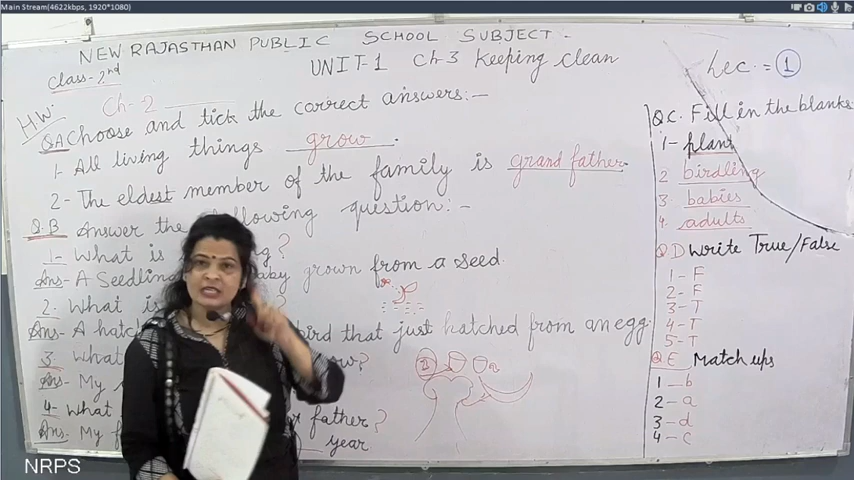 Main Stream(4622kbps, 1920*1080)
NEW RAJASTHAN PUBLIC SCHOOL SUBJECT -
Class-2nd
UNIT-1 Ch-3 Keeping Clean
Lec. = 1
HW.
Ch-2
Q.A Choose and tick the correct answers:-
1- All living things grow.
2- The eldest member of the family is grand father.
Q.B Answer the following question:-
1- What is ?
Ans- A Seedling grown from a seed.
2. What is ?
Ans- A bird that just hatched from an egg.
3. What ?
Ans- My
4- What father?
Ans- My year
Q.C. Fill in the blanks:
1- plant
2 birdling
3. babies
4. adults
Q.D Write True/False
1- F
2- F
3- T
4- T
5- T
Q.E Match ups
1-b
2-a
3-d
4-c
NRPS